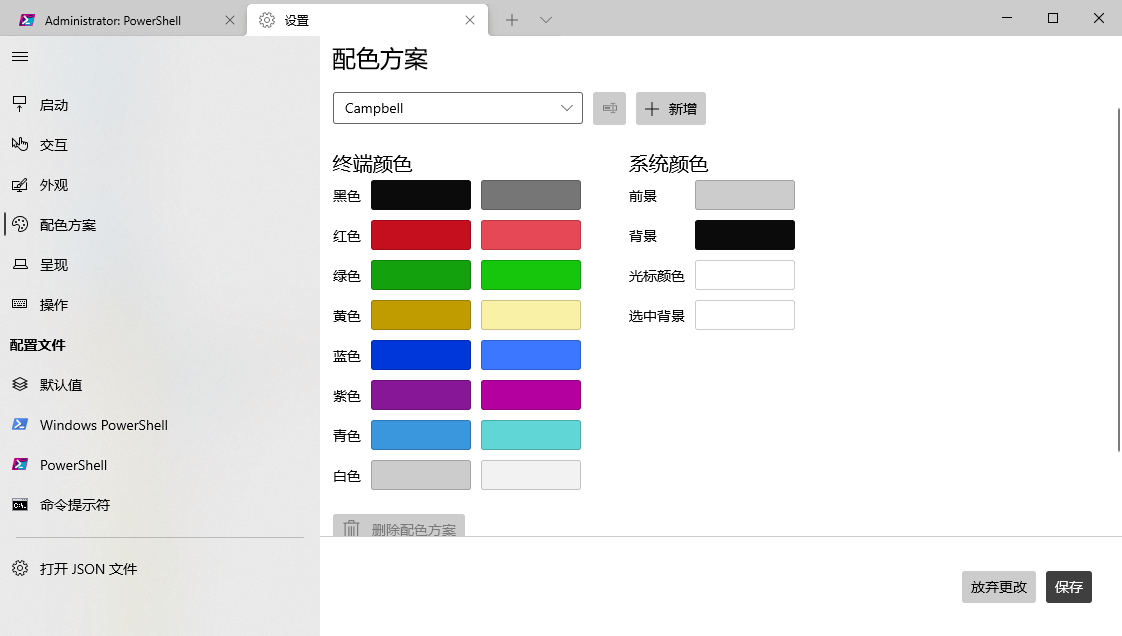 Administrator: PowerShell
设置
启动
交互
外观
配色方案
呈现
操作
配置文件
默认值
Windows PowerShell
PowerShell
命令提示符
打开 JSON 文件
配色方案
Campbell
新增
终端颜色
黑色
红色
绿色
黄色
蓝色
紫色
青色
白色
系统颜色
前景
背景
光标颜色
选中背景
删除配色方案
放弃更改
保存